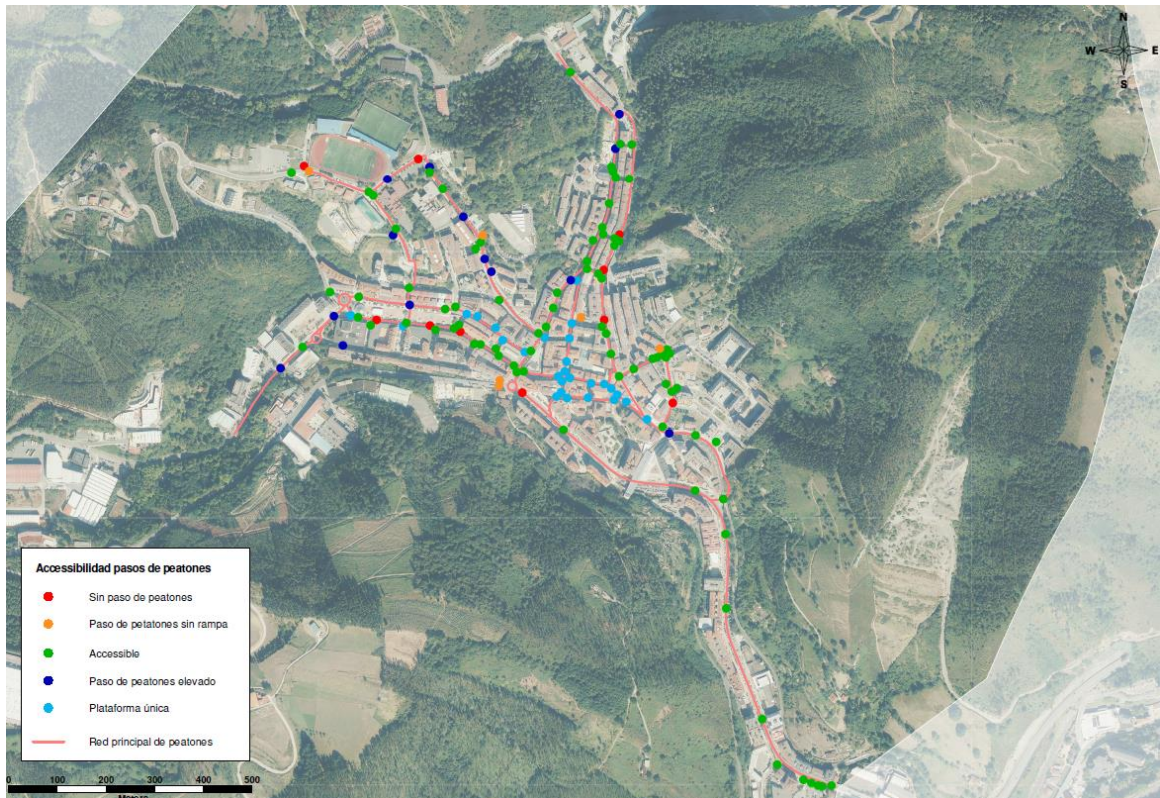 N
W E
S
Accessibilidad pasos de peatones
Sin paso de peatones
Paso de petatones sin rampa
Accessible
Paso de peatones elevado
Plataforma única
Red principal de peatones
0 100 200 300 400 500